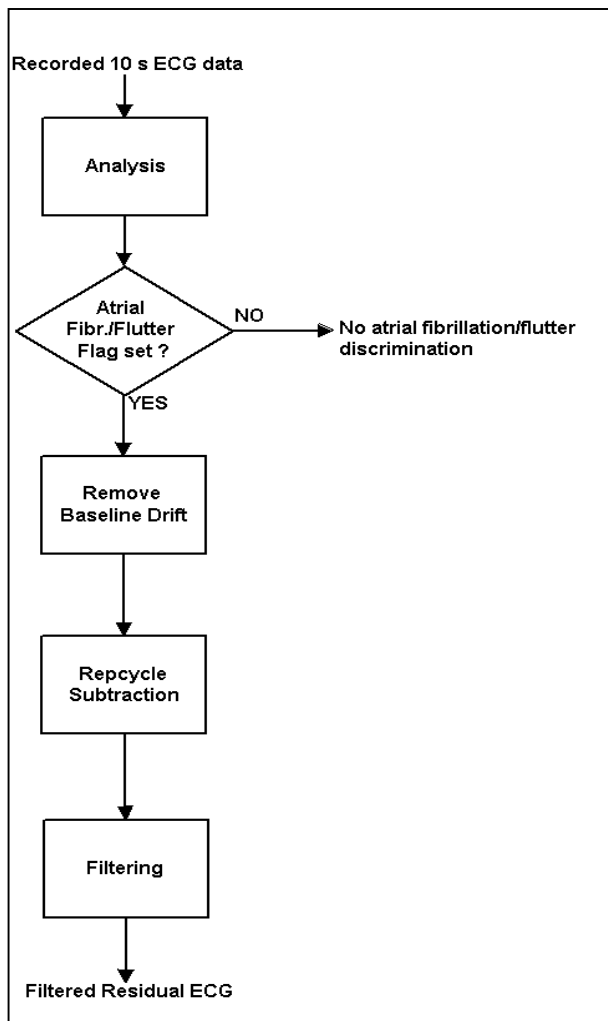 Recorded 10 s ECG data
Analysis
Atrial
Fibr./Flutter
Flag set ?
NO
No atrial fibrillation/flutter
discrimination
YES
Remove
Baseline Drift
Repcycle
Subtraction
Filtering
Filtered Residual ECG